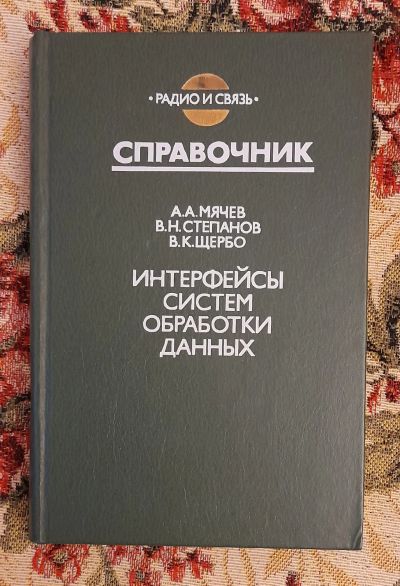 • РАДИО И СВЯЗЬ •
СПРАВОЧНИК
А.А.МЯЧЕВ
В.Н.СТЕПАНОВ
В.К.ЩЕРБО
ИНТЕРФЕЙСЫ
СИСТЕМ
ОБРАБОТКИ
ДАННЫХ